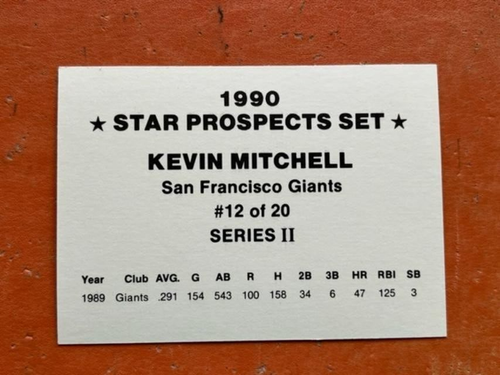 1990
★ STAR PROSPECTS SET ★
KEVIN MITCHELL
San Francisco Giants
#12 of 20
SERIES II
Year Club AVG. G AB R H 2B 3B HR RBI SB
1989 Giants .291 154 543 100 158 34 6 47 125 3